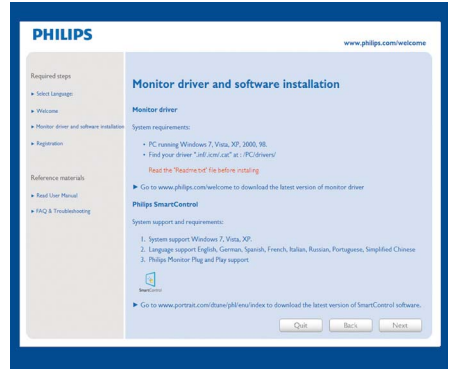 PHILIPS
www.philips.com/welcome
Required steps
▸ Select Language:
▸ Welcome
▸ Monitor driver and software installation
▸ Registration
Reference materials
▸ Read User Manual
▸ FAQ & Troubleshooting
Monitor driver and software installation
Monitor driver
System requirements:
• PC running Windows 7, Vista, XP, 2000, 98.
• Find your driver ".inf/.icm/.cat" at : /PC/drivers/
Read the "Readme.txt" file before installing.
▸ Go to www.philips.com/welcome to download the latest version of monitor driver
Philips SmartControl
System support and requirements:
1. System support Windows 7, Vista, XP.
2. Language support English, German, Spanish, French, Italian, Russian, Portuguese, Simplified Chinese
3. Philips Monitor Plug and Play support
SmartControl
▸ Go to www.portrait.com/dtune/phl/enu/index to download the latest version of SmartControl software.
Quit
Back
Next